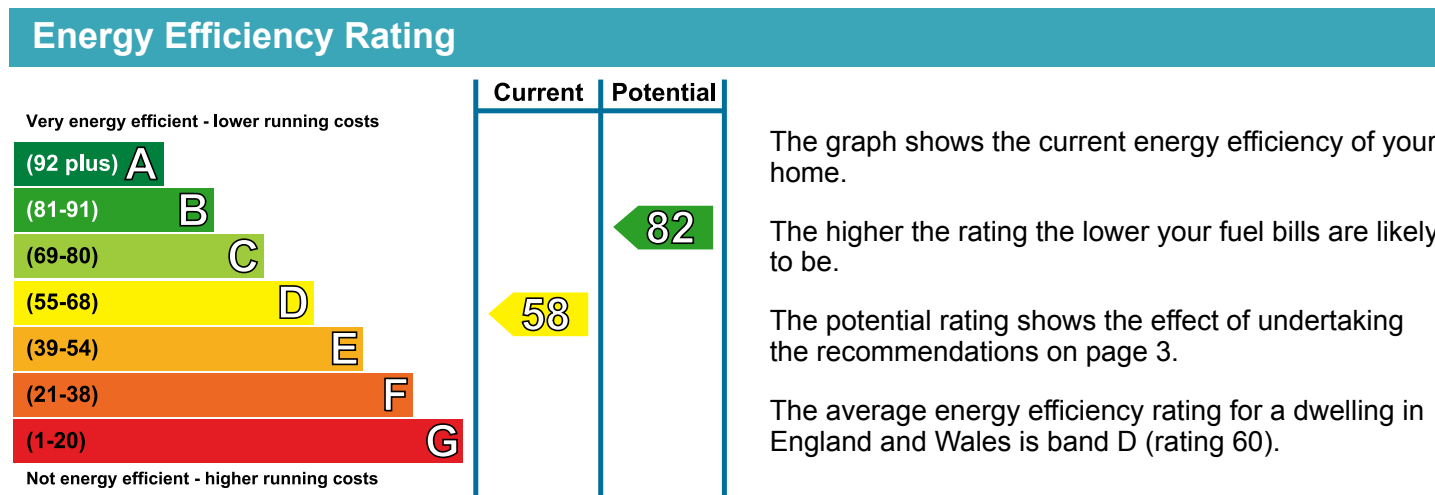 Energy Efficiency Rating
Current Potential
Very energy efficient - lower running costs
(92 plus) A
(81-91) B
82
(69-80) C
(55-68) D
58
(39-54) E
(21-38) F
(1-20) G
Not energy efficient - higher running costs
The graph shows the current energy efficiency of your
home.
The higher the rating the lower your fuel bills are likely
to be.
The potential rating shows the effect of undertaking
the recommendations on page 3.
The average energy efficiency rating for a dwelling in
England and Wales is band D (rating 60).